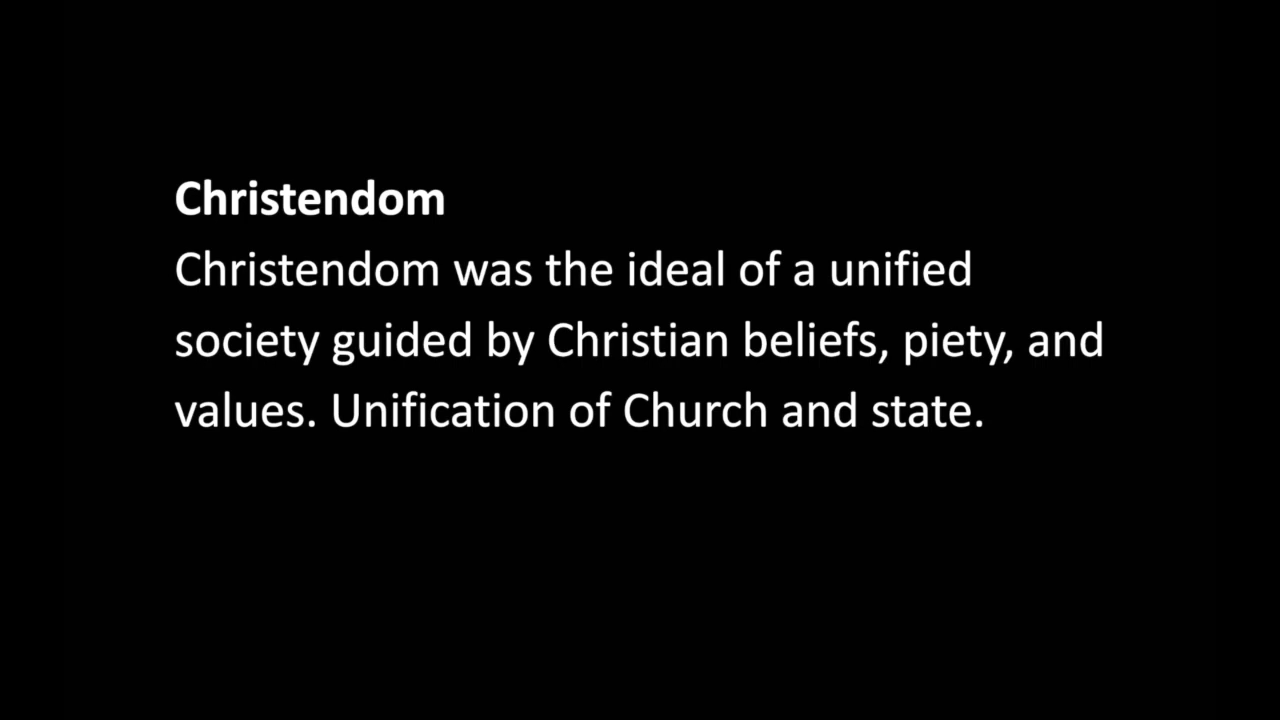 Christendom
Christendom was the ideal of a unified
society guided by Christian beliefs, piety, and
values. Unification of Church and state.